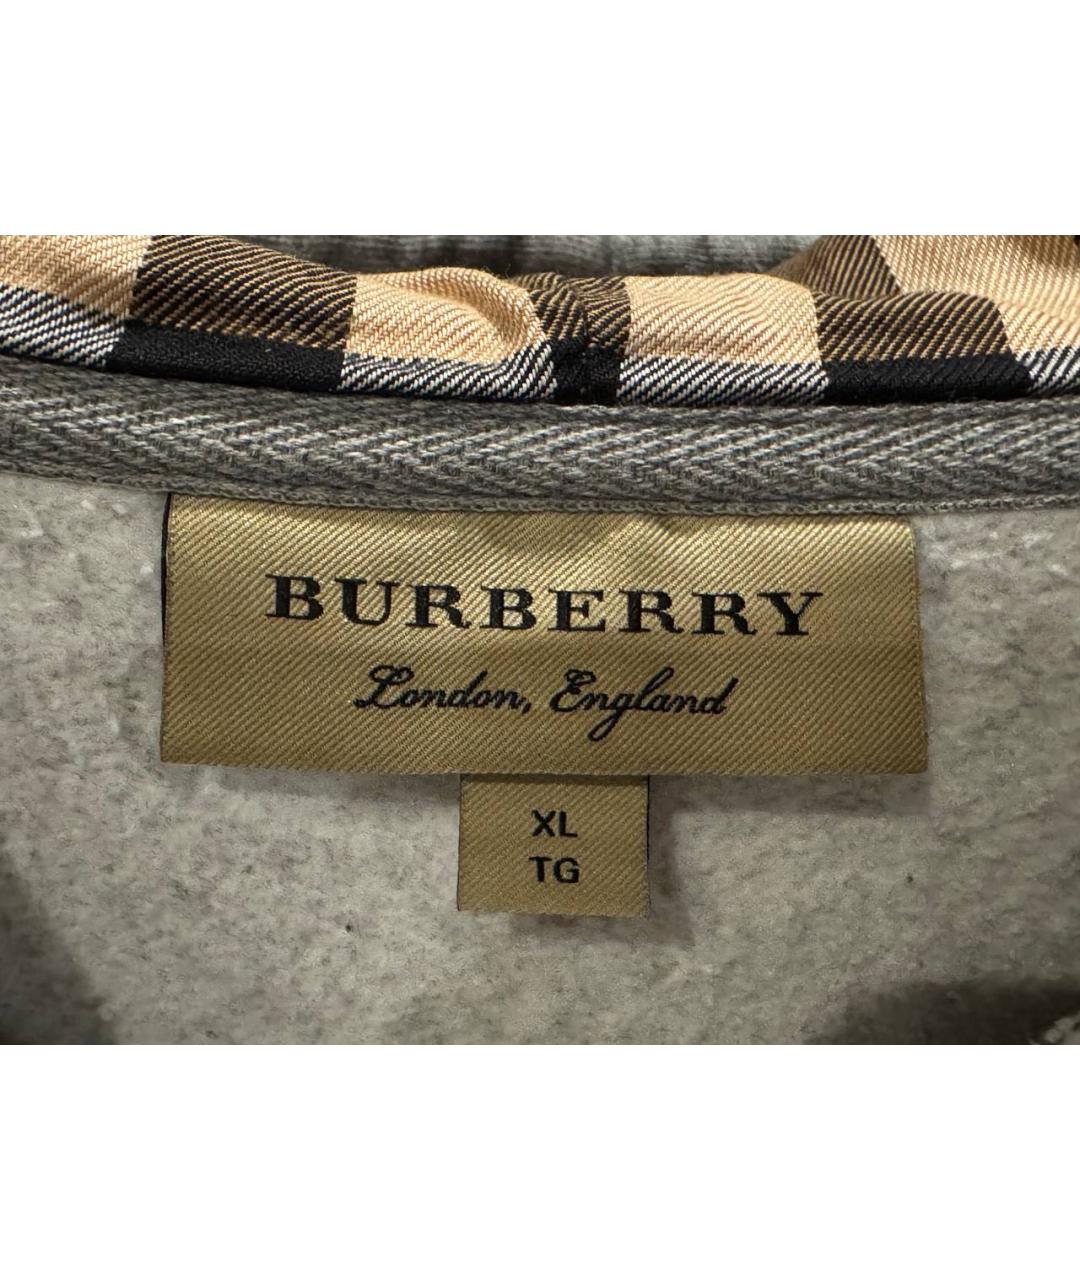 BURBERRY
London, England
XL
TG